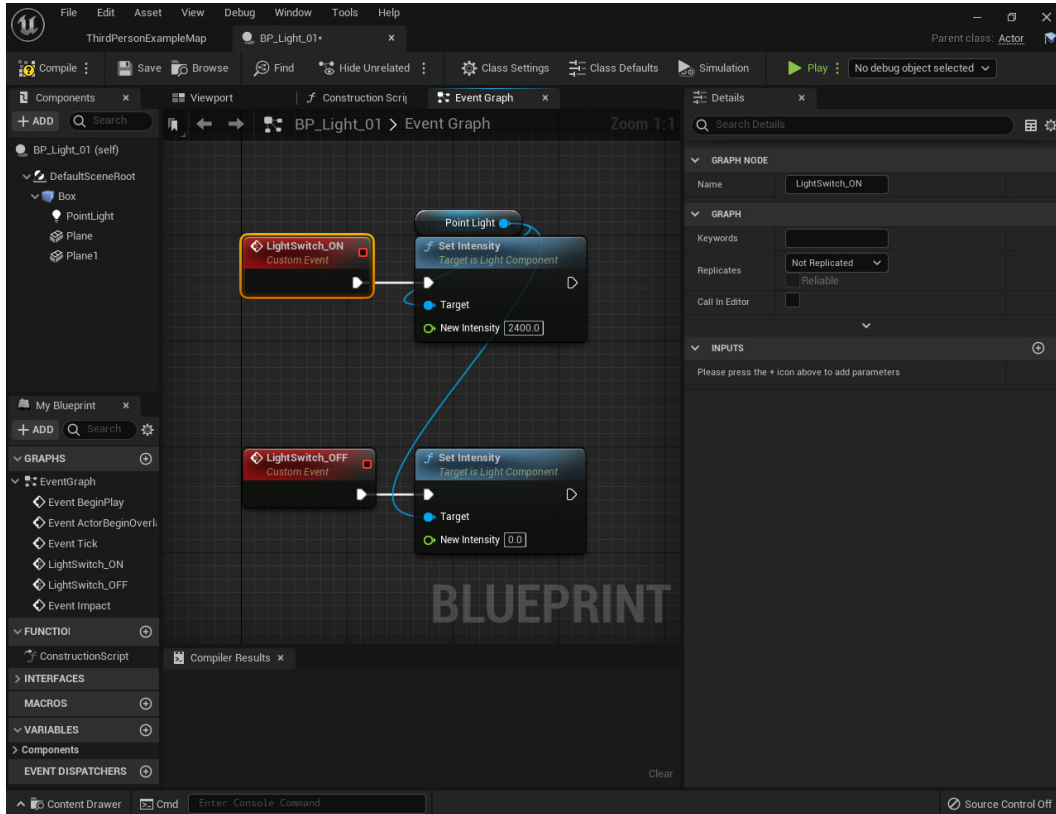 File Edit Asset View Debug Window Tools Help
ThirdPersonExampleMap BP_Light_01• Parent class: Actor
Compile Save Browse Find Hide Unrelated Class Settings Class Defaults Simulation Play No debug object selected
Components
+ ADD Search
BP_Light_01 (self)
DefaultSceneRoot
Box
PointLight
Plane
Plane1
My Blueprint
+ ADD Search
GRAPHS
EventGraph
Event BeginPlay
Event ActorBeginOverl
Event Tick
LightSwitch_ON
LightSwitch_OFF
Event Impact
FUNCTIO
ConstructionScript
INTERFACES
MACROS
VARIABLES
Components
EVENT DISPATCHERS
Viewport Construction Scrip Event Graph
BP_Light_01 > Event Graph Zoom 1:1
Point Light
LightSwitch_ON
Custom Event
Set Intensity
Target is Light Component
Target
New Intensity 2400.0
LightSwitch_OFF
Custom Event
Set Intensity
Target is Light Component
Target
New Intensity 0.0
BLUEPRINT
Compiler Results
Clear
Details
Search Details
GRAPH NODE
Name LightSwitch_ON
GRAPH
Keywords
Replicates Not Replicated
Reliable
Call In Editor
INPUTS
Please press the + icon above to add parameters
Content Drawer Cmd Enter Console Command Source Control Off